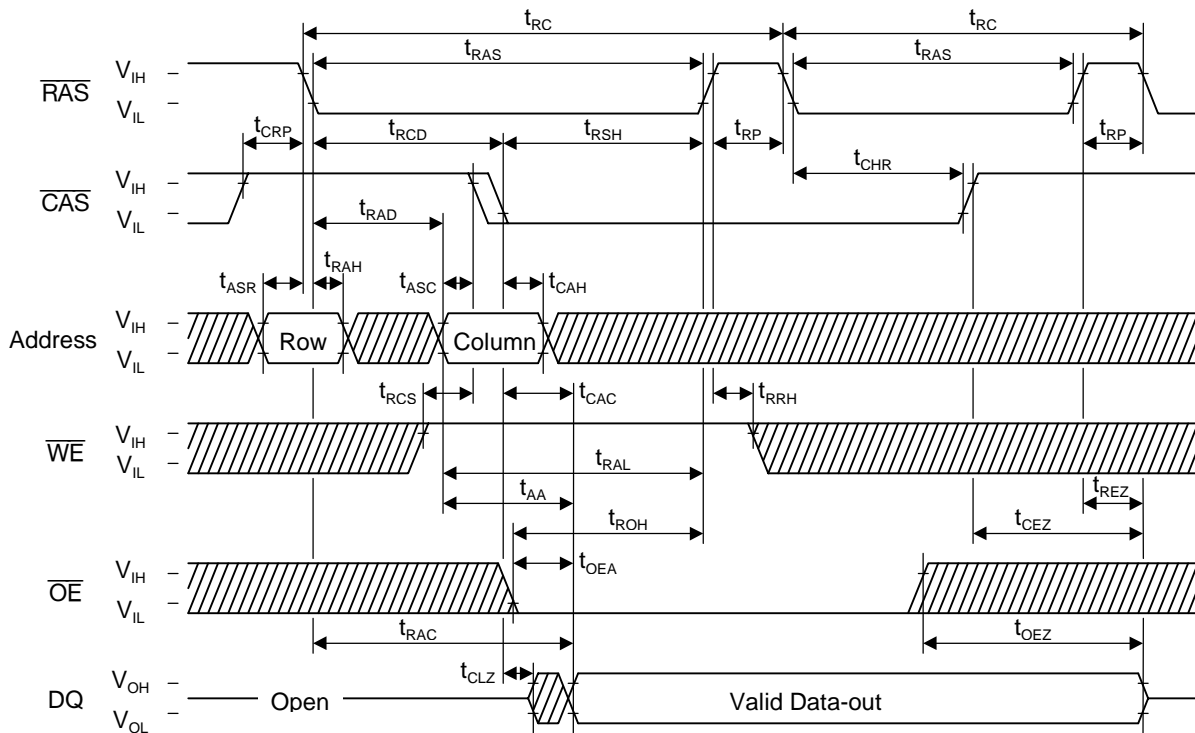 tRC tRC
tRAS tRAS
RAS VIH
VIL
tCRP tRCD tRSH tRP tRP
tCHR
CAS VIH
VIL
tRAD
tASR tRAH tASC tCAH
Address VIH
VIL
Row Column
tRCS tCAC tRRH
WE VIH
VIL
tRAL
tAA tREZ
tROH tCEZ
tOEA
OE VIH
VIL
tRAC tOEZ
tCLZ
DQ VOH
VOL
Open Valid Data-out